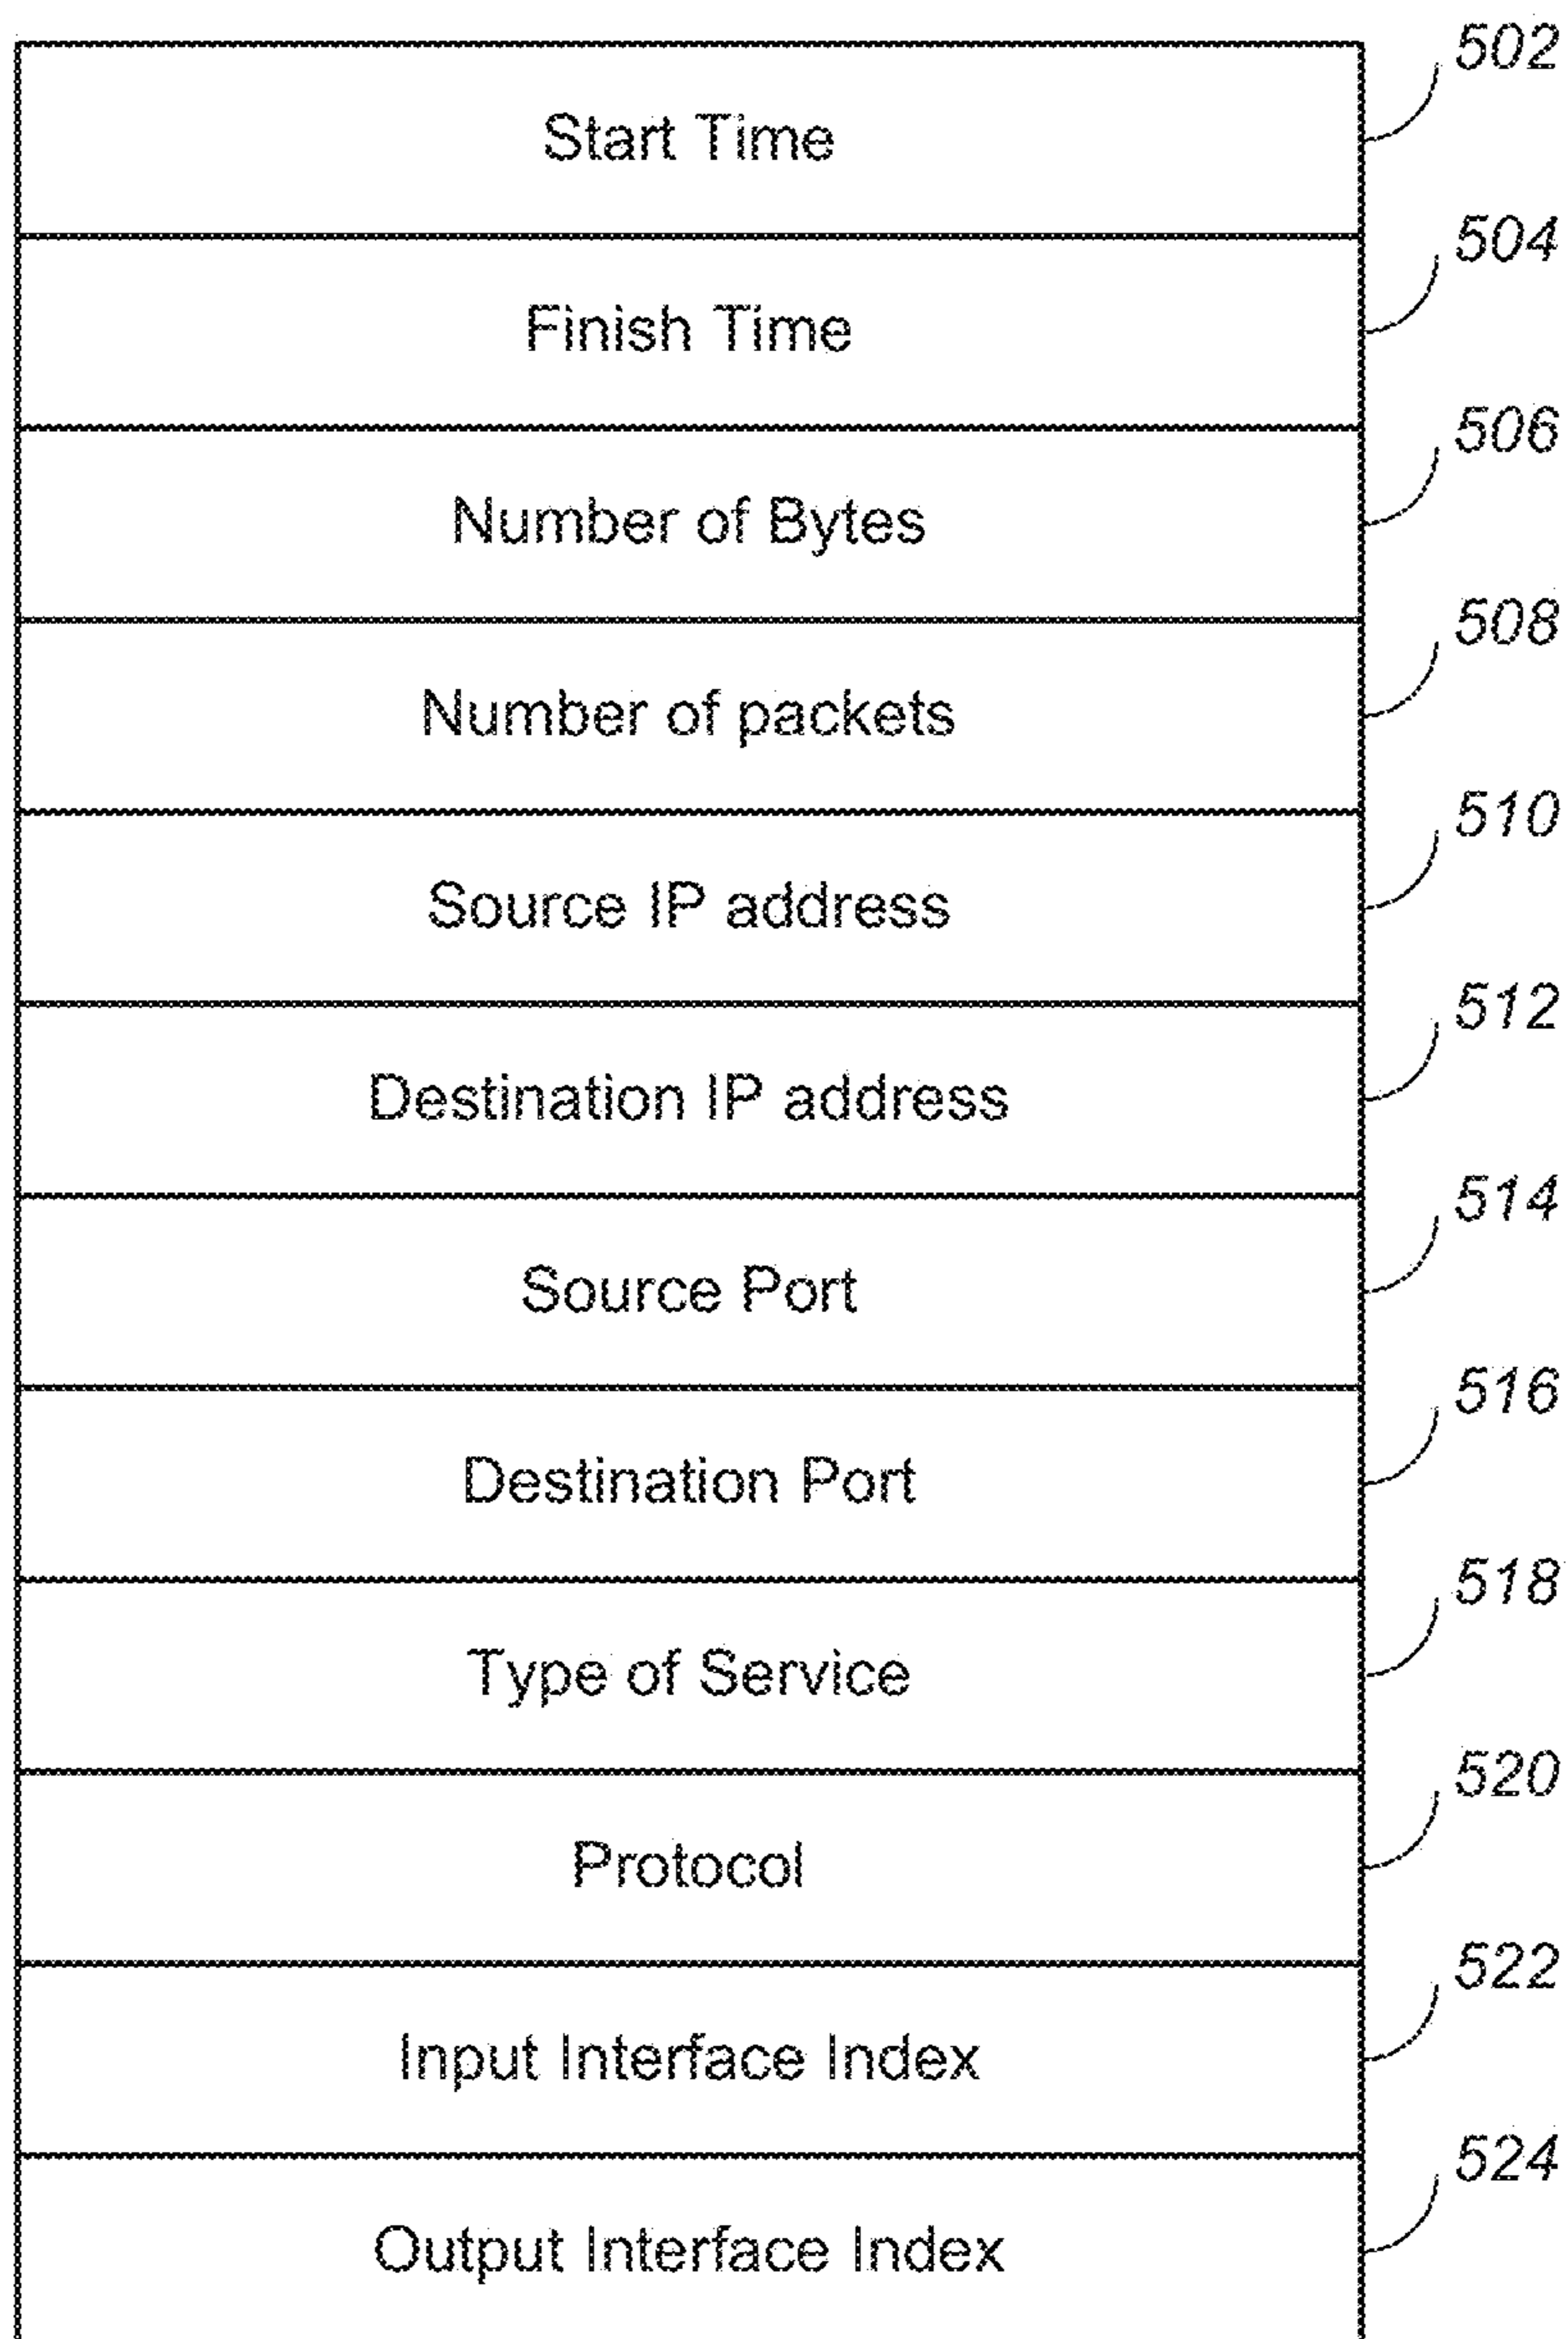 502
Start Time
504
Finish Time
506
Number of Bytes
508
Number of packets
510
Source IP address
512
Destination IP address
514
Source Port
516
Destination Port
518
Type of Service
520
Protocol
522
Input Interface Index
524
Output Interface Index